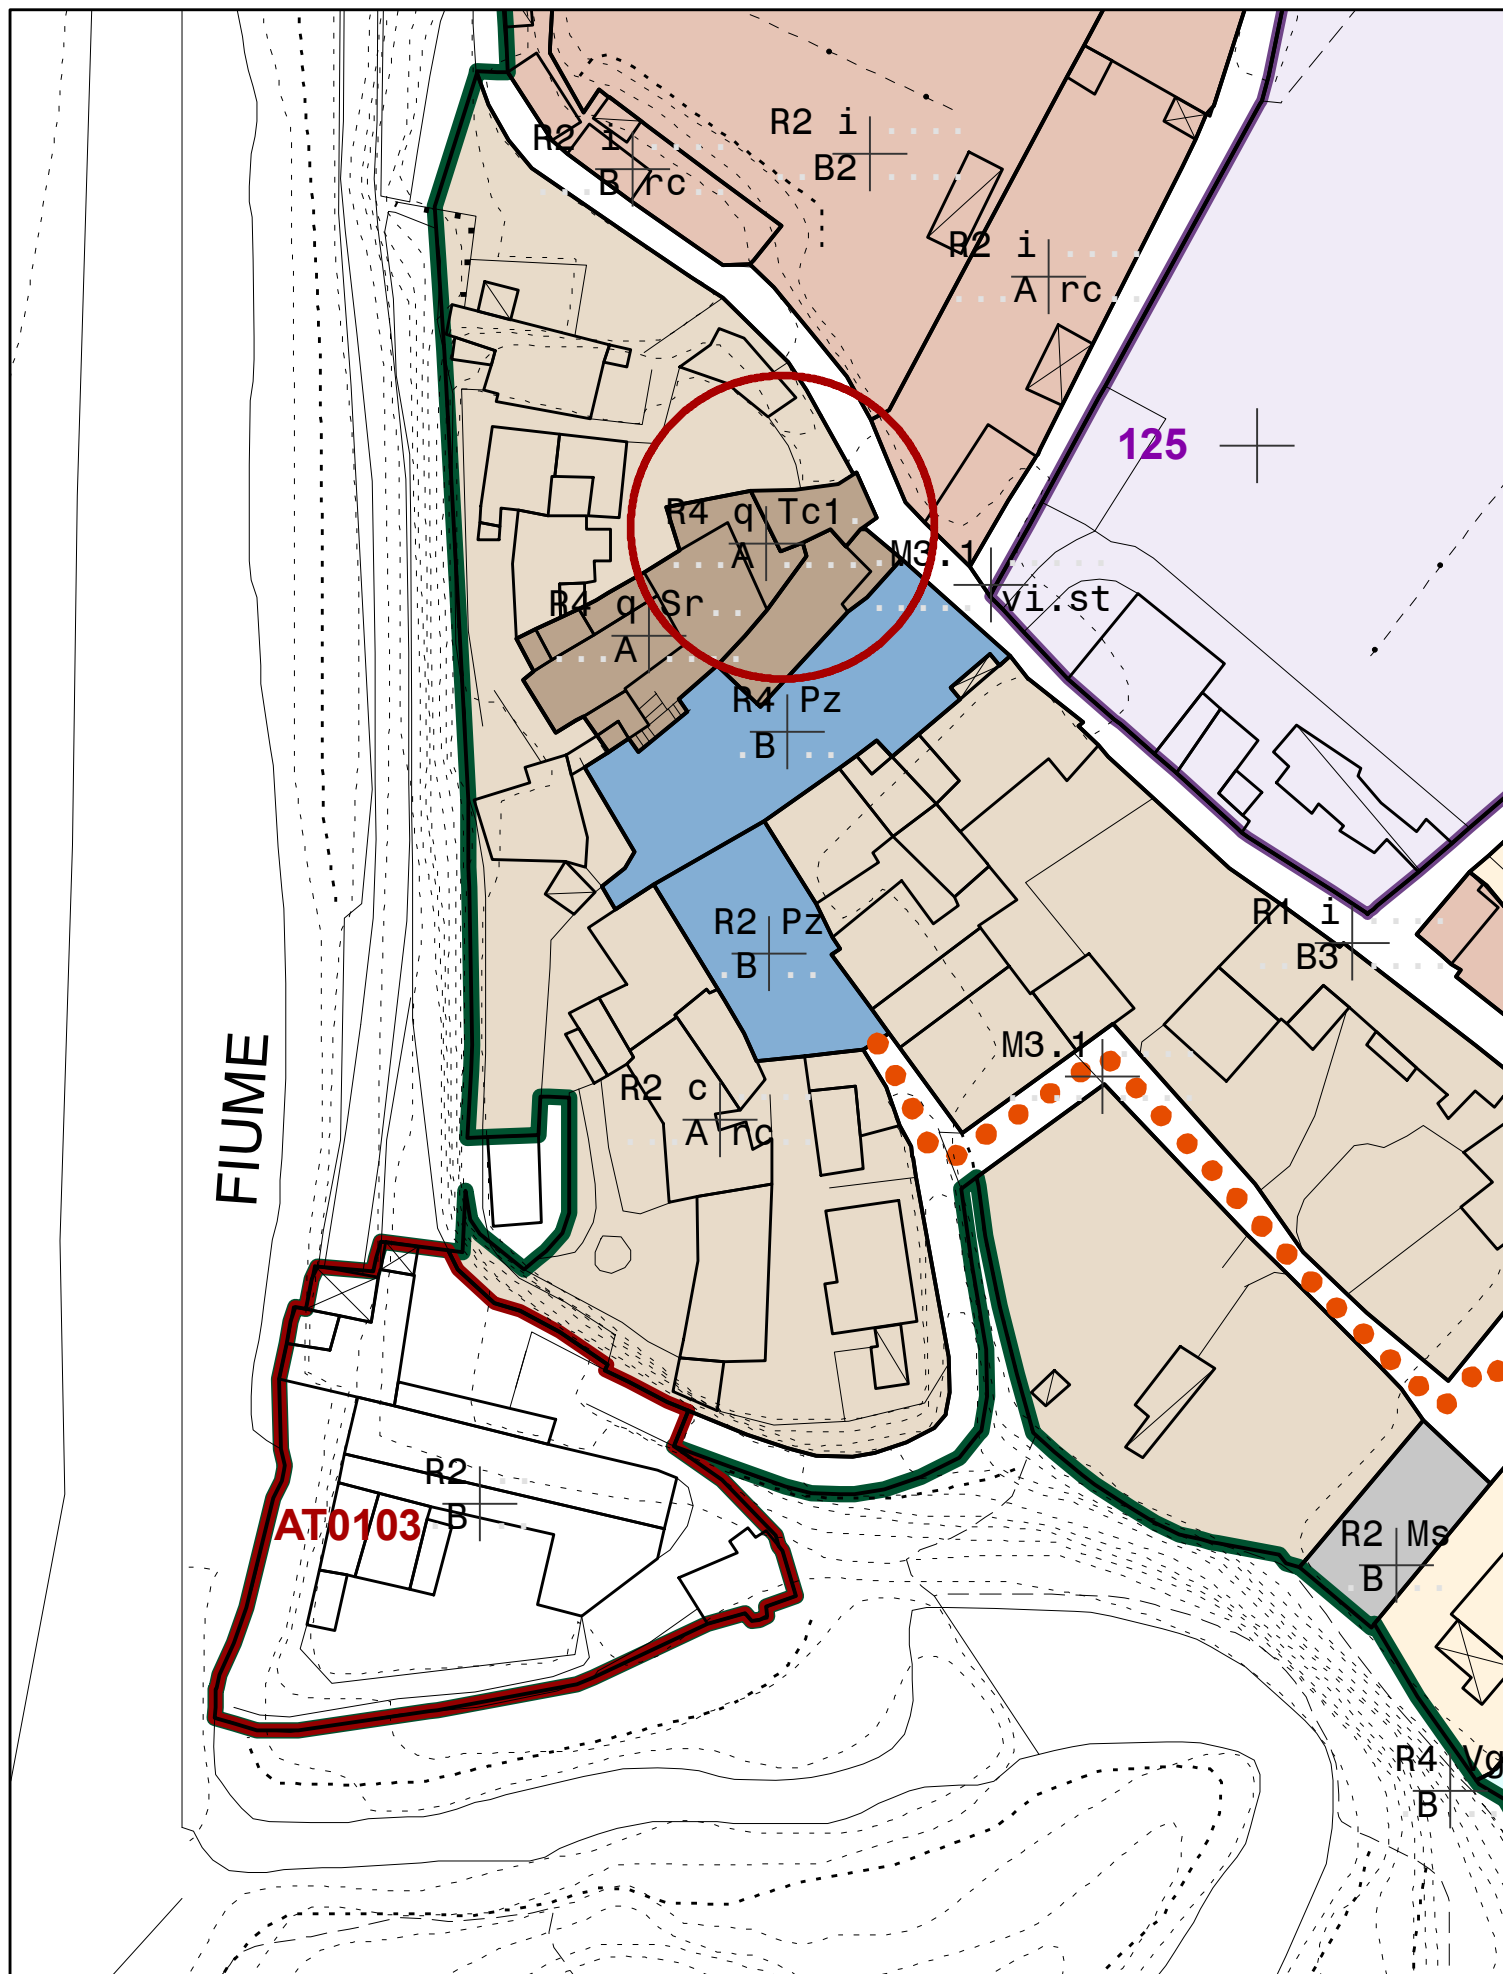 R2 i
B2
R2 i
B rc
R2 i
A rc
125
R4 q Tc1
A
M3.1
vi.st
R4 q Sr
A
R4 Pz
B
R2 Pz
B
R1 i
B3
M3.1
FIUME
R2 c
A rc
R2
B
AT0103
R2 Ms
B
R4 Vg
B